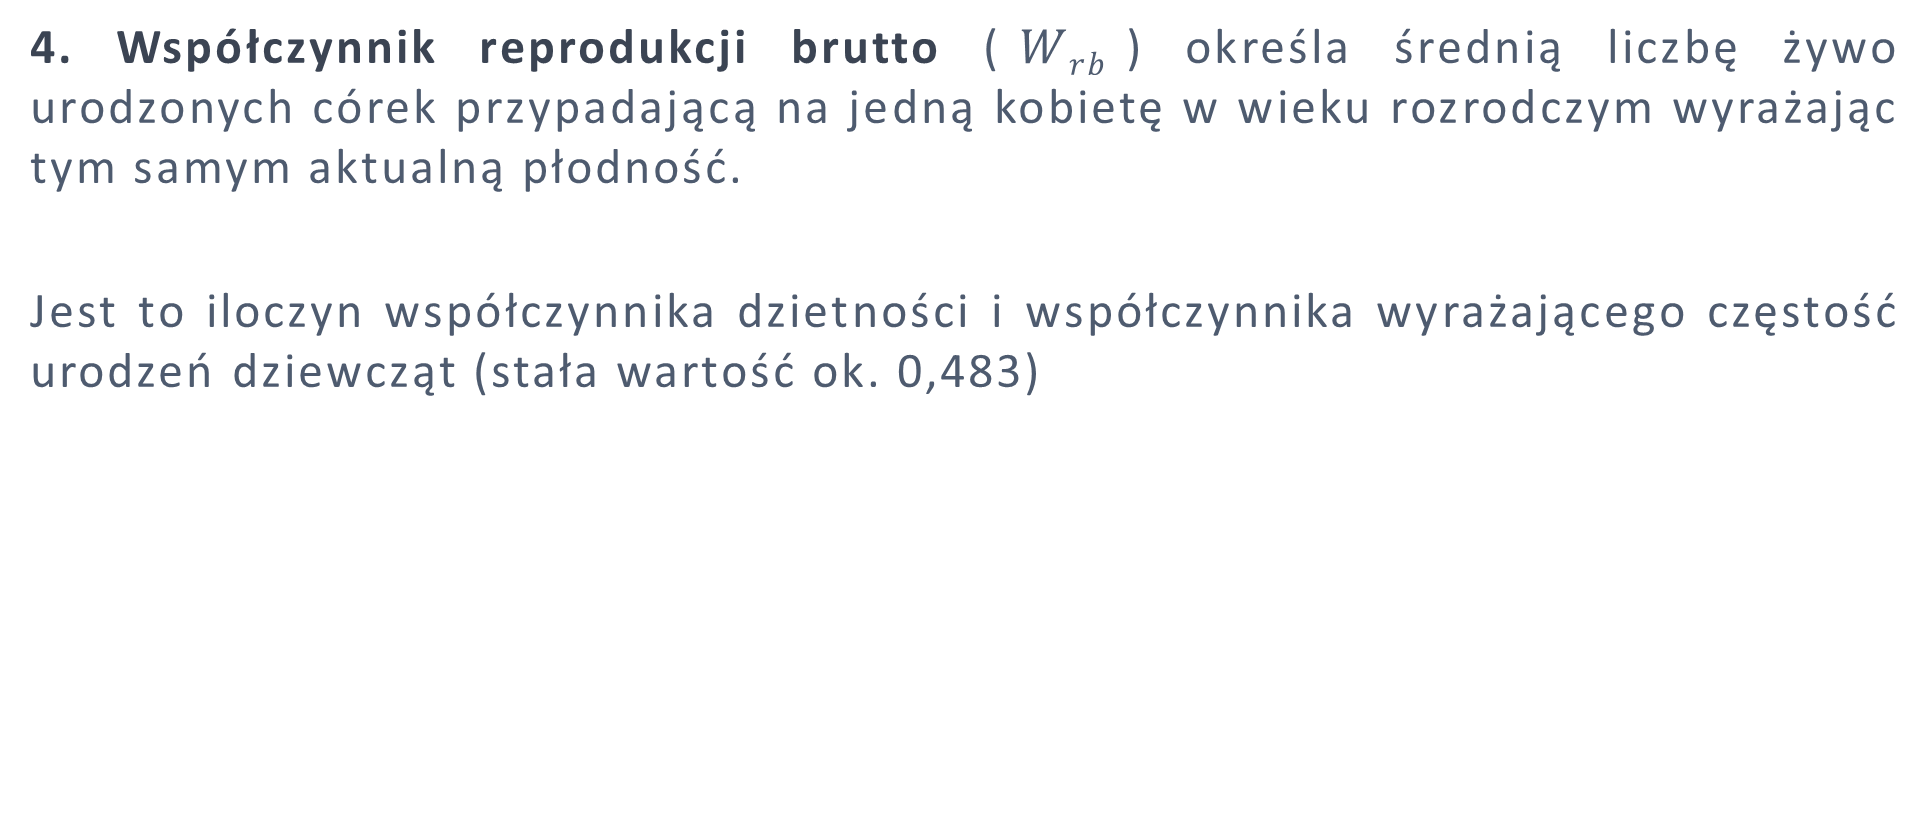 4. Współczynnik reprodukcji brutto ( W_rb ) określa średnią liczbę żywo
urodzonych córek przypadającą na jedną kobietę w wieku rozrodczym wyrażając
tym samym aktualną płodność.
Jest to iloczyn współczynnika dzietności i współczynnika wyrażającego częstość
urodzeń dziewcząt (stała wartość ok. 0,483)